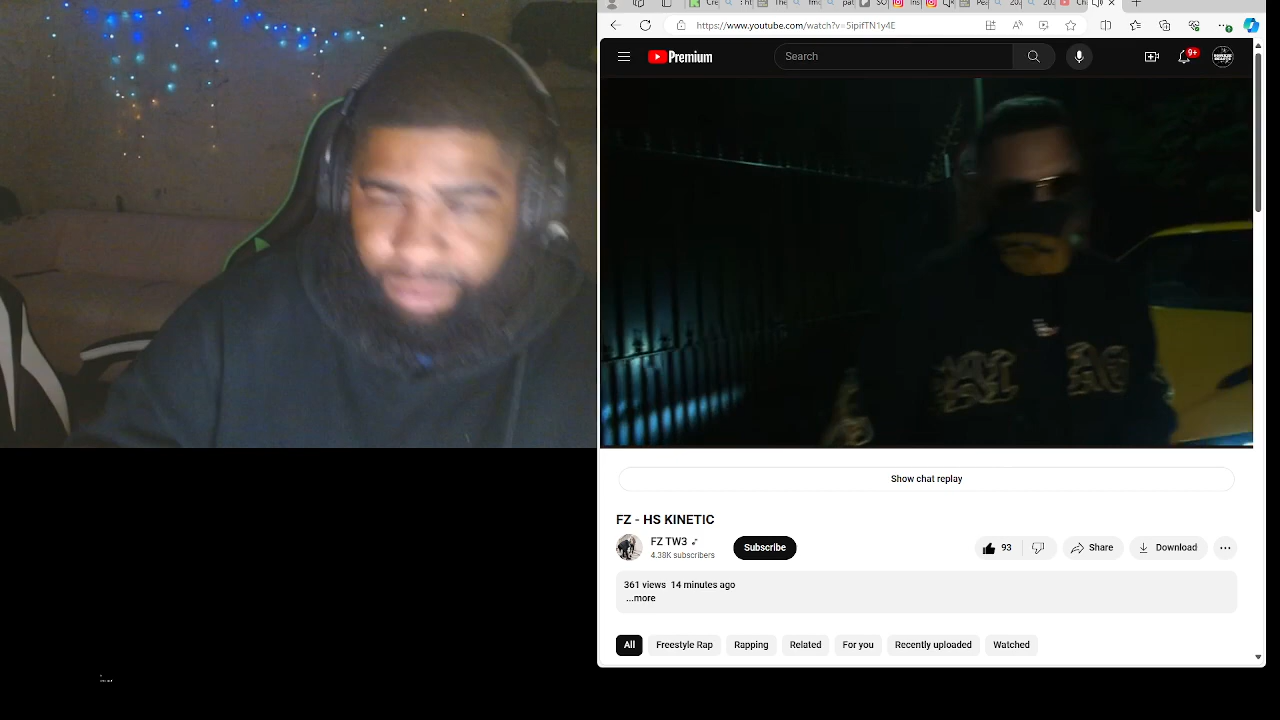 https://www.youtube.com/watch?v=5ipifTN1y4E
Premium
Search
9+
Show chat replay
FZ - HS KINETIC
FZ TW3
4.38K subscribers
Subscribe
93
Share
Download
361 views 14 minutes ago
...more
All
Freestyle Rap
Rapping
Related
For you
Recently uploaded
Watched